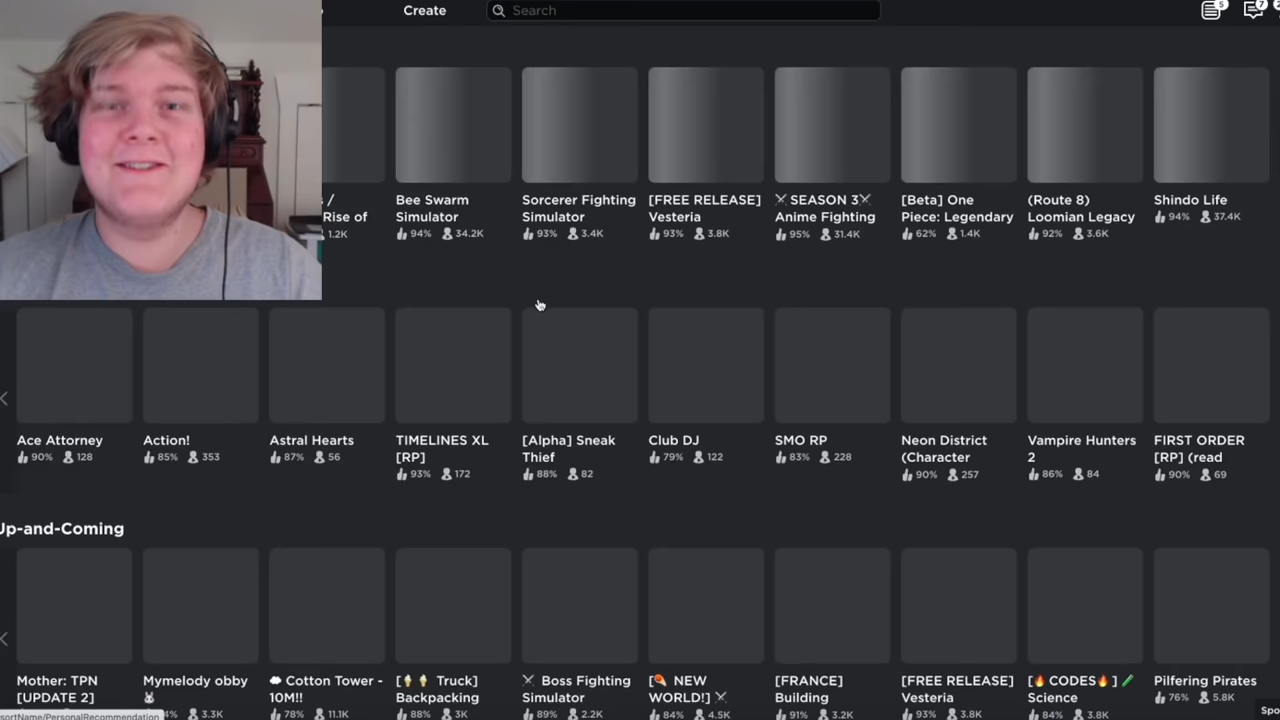 Create
Search
5
7
2
/
Rise of
1.2K
Bee Swarm
Simulator
94% 34.2K
Sorcerer Fighting
Simulator
93% 3.4K
[FREE RELEASE]
Vesteria
93% 3.8K
⚔SEASON 3⚔
Anime Fighting
95% 31.4K
[Beta] One
Piece: Legendary
62% 1.4K
(Route 8)
Loomian Legacy
92% 3.6K
Shindo Life
94% 37.4K
Ace Attorney
90% 128
Action!
85% 353
Astral Hearts
87% 56
TIMELINES XL
[RP]
93% 172
[Alpha] Sneak
Thief
88% 82
Club DJ
79% 122
SMO RP
83% 228
Neon District
(Character
90% 257
Vampire Hunters
2
86% 84
FIRST ORDER
[RP] (read
90% 69
Up-and-Coming
Mother: TPN
[UPDATE 2]
Mymelody obby
🐰
4% 3.3K
☁ Cotton Tower -
10M!!
78% 11.1K
[🍦🍦 Truck]
Backpacking
88% 3K
⚔ Boss Fighting
Simulator
89% 2.2K
[☄ NEW
WORLD!] ⚔
84% 4.5K
[FRANCE]
Building
91% 3.2K
[FREE RELEASE]
Vesteria
93% 3.8K
[🔥CODES🔥] 🧪
Science
84% 3.8K
Pilfering Pirates
76% 5.8K
sortName/PersonalRecommendation
Spo